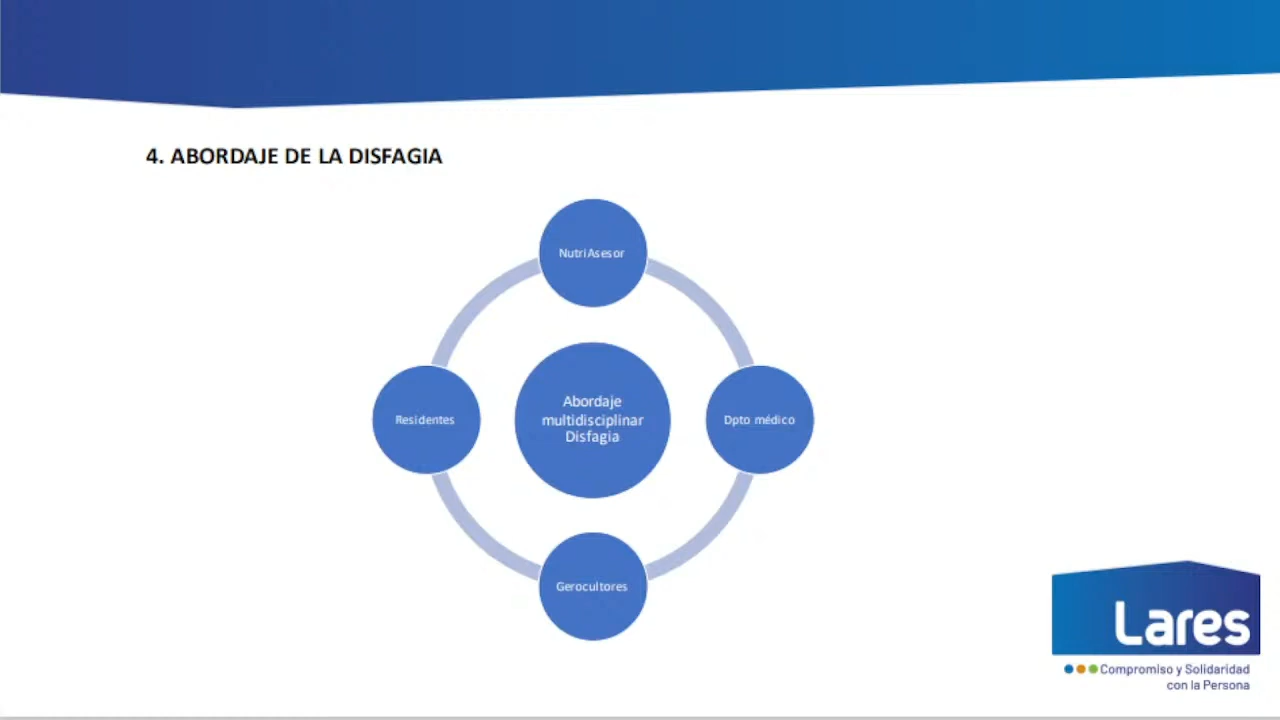 4. ABORDAJE DE LA DISFAGIA
NutriAsesor
Residentes
Abordaje
multidisciplinar
Disfagia
Dpto médico
Gerocultores
Lares
Compromiso y Solidaridad
con la Persona